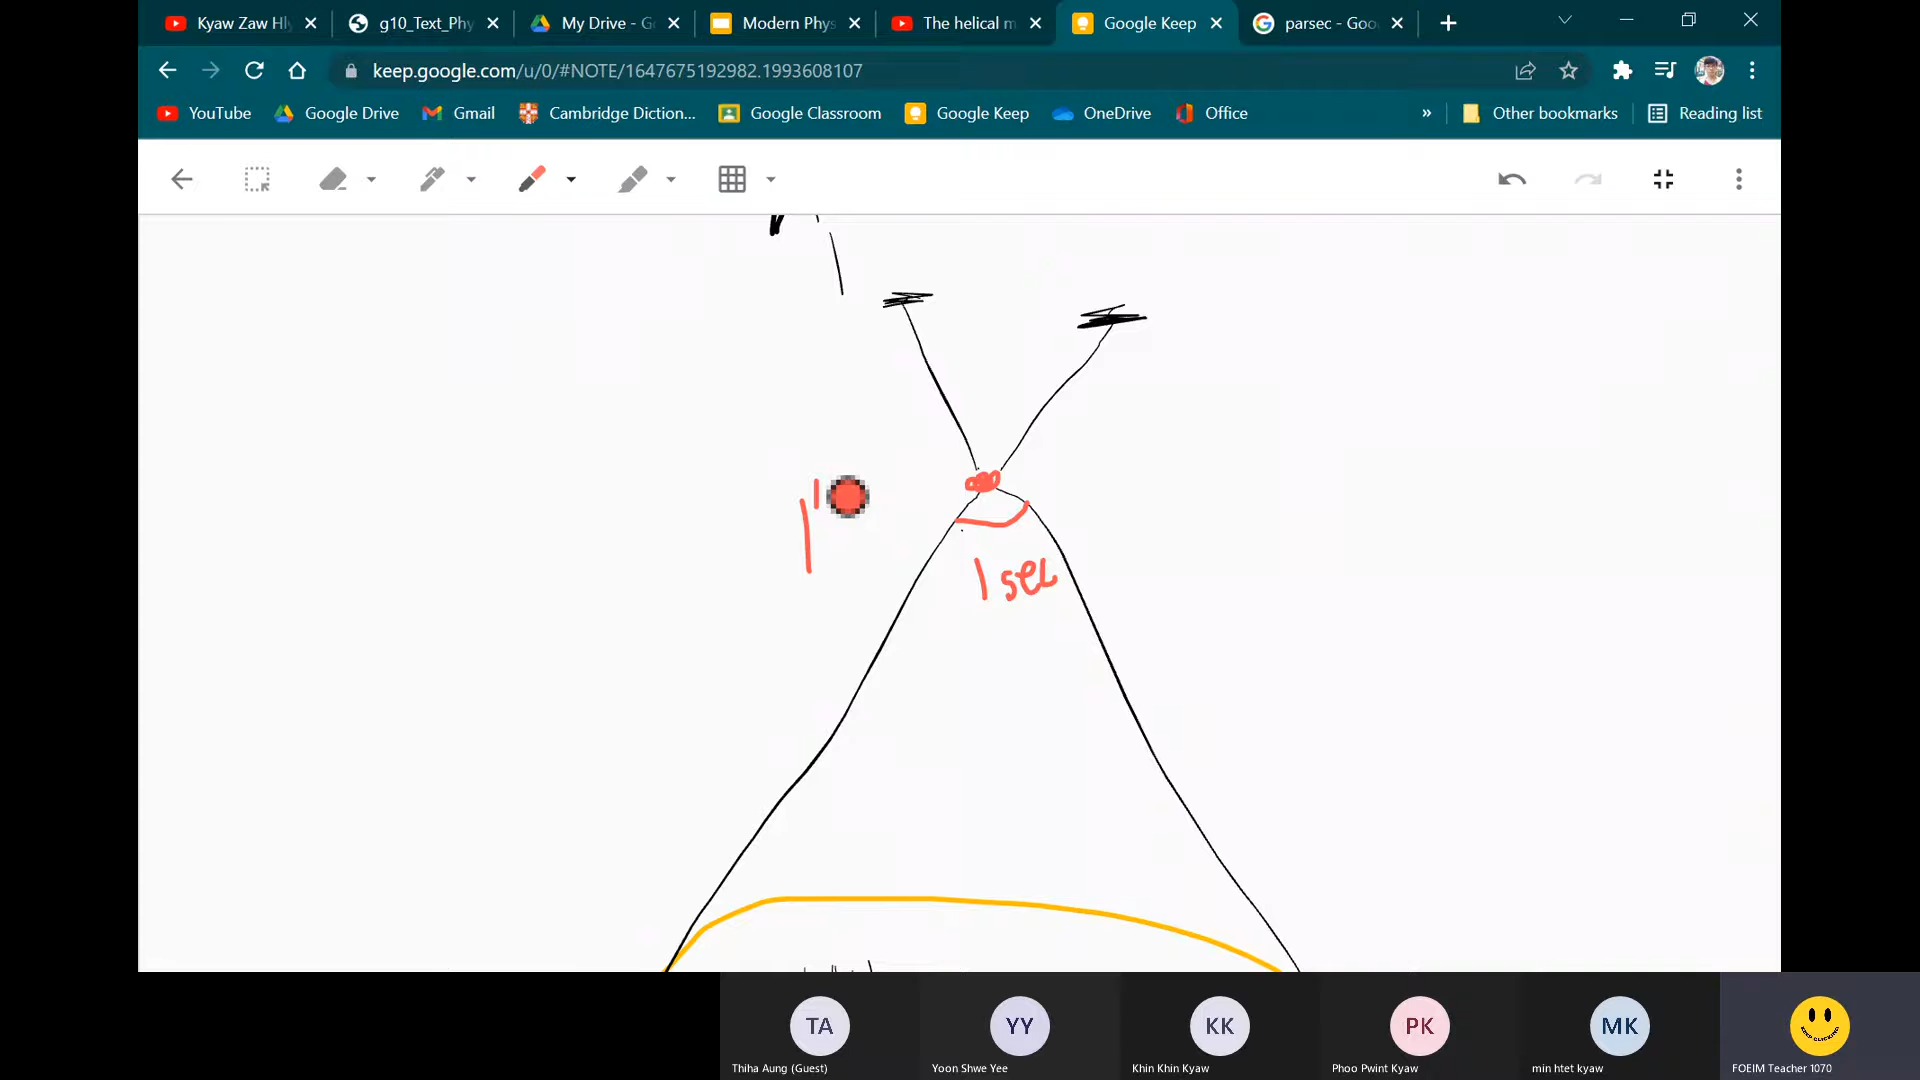 Kyaw Zaw Hl
g10_Text_Phy
My Drive - G
Modern Phys
The helical m
Google Keep
parsec - Goo
keep.google.com/u/0/#NOTE/1647675192982.1993608107
YouTube
Google Drive
Gmail
Cambridge Diction...
Google Classroom
Google Keep
OneDrive
Office
»
Other bookmarks
Reading list
1"
1 sec
TA
YY
KK
PK
MK
KEEP CLICKING
Thiha Aung (Guest)
Yoon Shwe Yee
Khin Khin Kyaw
Phoo Pwint Kyaw
min htet kyaw
FOEIM Teacher 1070